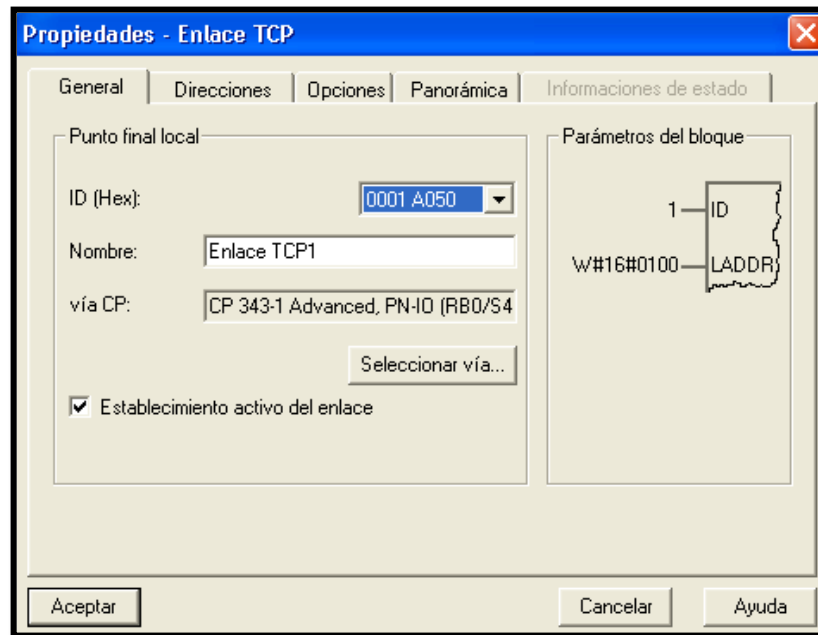 Propiedades - Enlace TCP
General Direcciones Opciones Panorámica Informaciones de estado
Punto final local
ID (Hex): 0001 A050
Nombre: Enlace TCP1
vía CP: CP 343-1 Advanced, PN-IO (RB0/S4
Seleccionar vía...
Establecimiento activo del enlace
Parámetros del bloque
1 ID
W#16#0100 LADDR
Aceptar Cancelar Ayuda